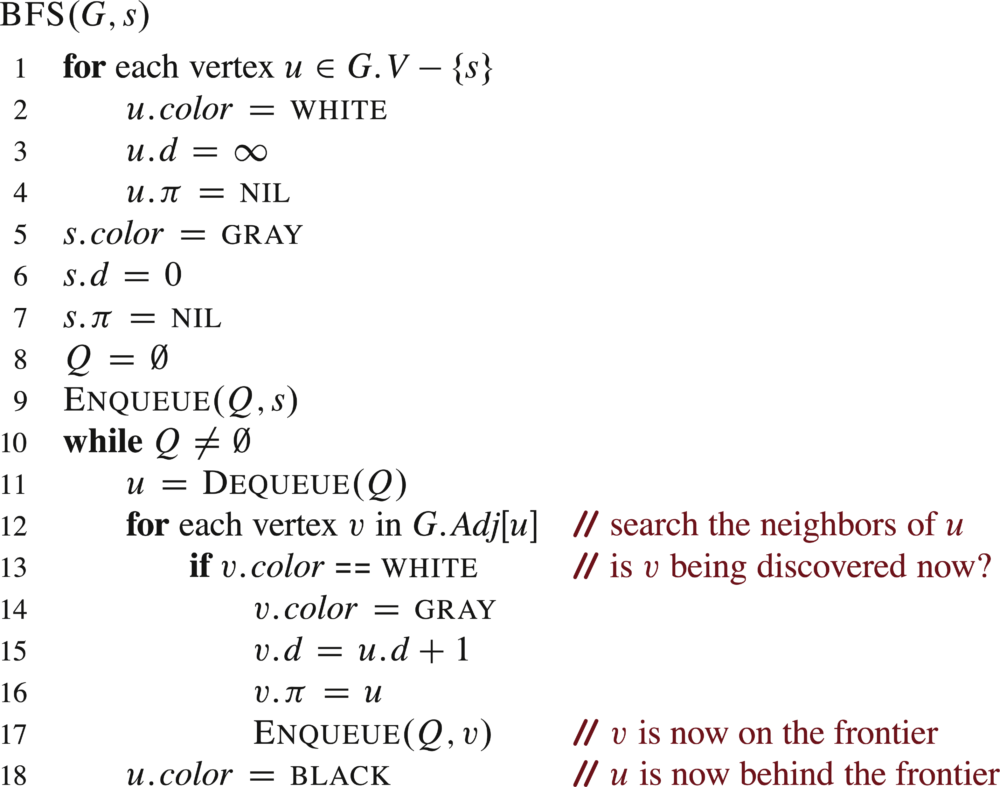 BFS(G, s)
1 for each vertex u ∈ G.V − {s}
2 u.color = WHITE
3 u.d = ∞
4 u.π = NIL
5 s.color = GRAY
6 s.d = 0
7 s.π = NIL
8 Q = ∅
9 ENQUEUE(Q, s)
10 while Q ≠ ∅
11 u = DEQUEUE(Q)
12 for each vertex v in G.Adj[u] // search the neighbors of u
13 if v.color == WHITE // is v being discovered now?
14 v.color = GRAY
15 v.d = u.d + 1
16 v.π = u
17 ENQUEUE(Q, v) // v is now on the frontier
18 u.color = BLACK // u is now behind the frontier